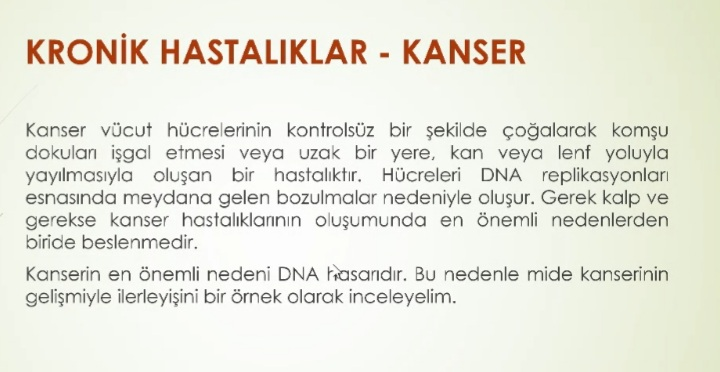 KRONİK HASTALIKLAR - KANSER
Kanser vücut hücrelerinin kontrolsüz bir şekilde çoğalarak komşu
dokuları işgal etmesi veya uzak bir yere, kan veya lenf yoluyla
yayılmasıyla oluşan bir hastalıktır. Hücreleri DNA replikasyonları
esnasında meydana gelen bozulmalar nedeniyle oluşur. Gerek kalp ve
gerekse kanser hastalıklarının oluşumunda en önemli nedenlerden
biride beslenmedir.
Kanserin en önemli nedeni DNA hasarıdır. Bu nedenle mide kanserinin
gelişmiyle ilerleyişini bir örnek olarak inceleyelim.